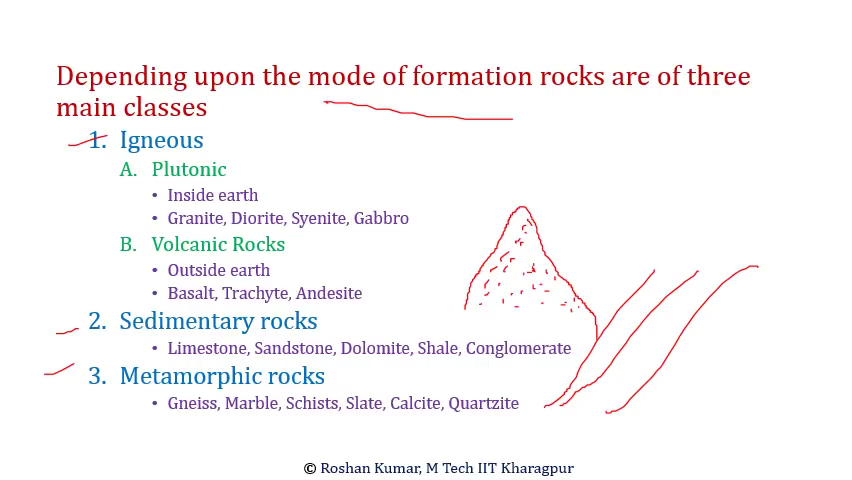 Depending upon the mode of formation rocks are of three
main classes
1. Igneous
A. Plutonic
• Inside earth
• Granite, Diorite, Syenite, Gabbro
B. Volcanic Rocks
• Outside earth
• Basalt, Trachyte, Andesite
2. Sedimentary rocks
• Limestone, Sandstone, Dolomite, Shale, Conglomerate
3. Metamorphic rocks
• Gneiss, Marble, Schists, Slate, Calcite, Quartzite
© Roshan Kumar, M Tech IIT Kharagpur